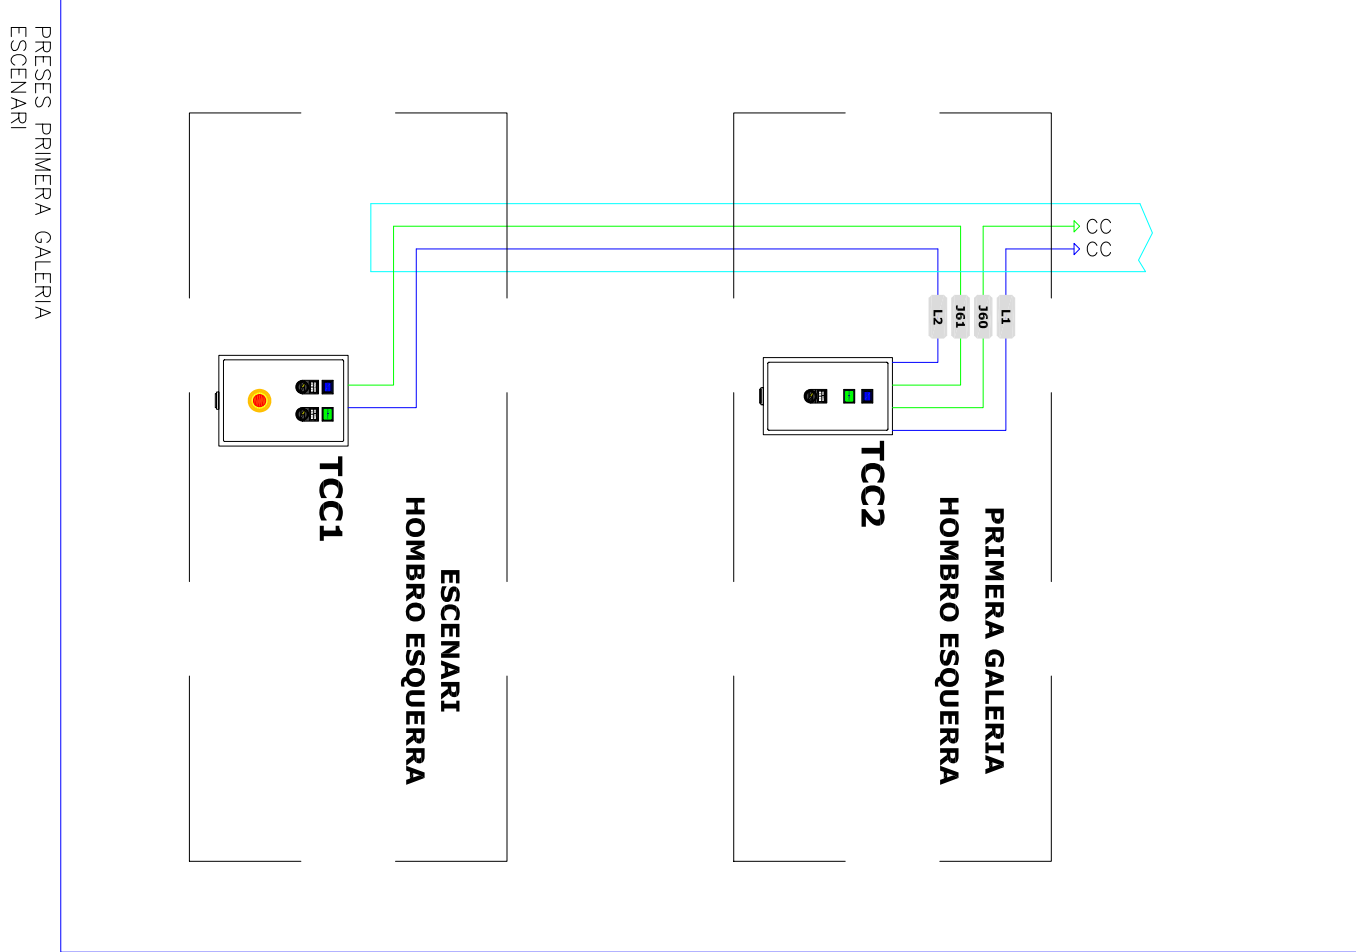 PRESES PRIMERA GALERIA
ESCENARI
CC
CC
L1
J60
J61
L2
TCC2
PRIMERA GALERIA
HOMBRO ESQUERRA
TCC1
ESCENARI
HOMBRO ESQUERRA